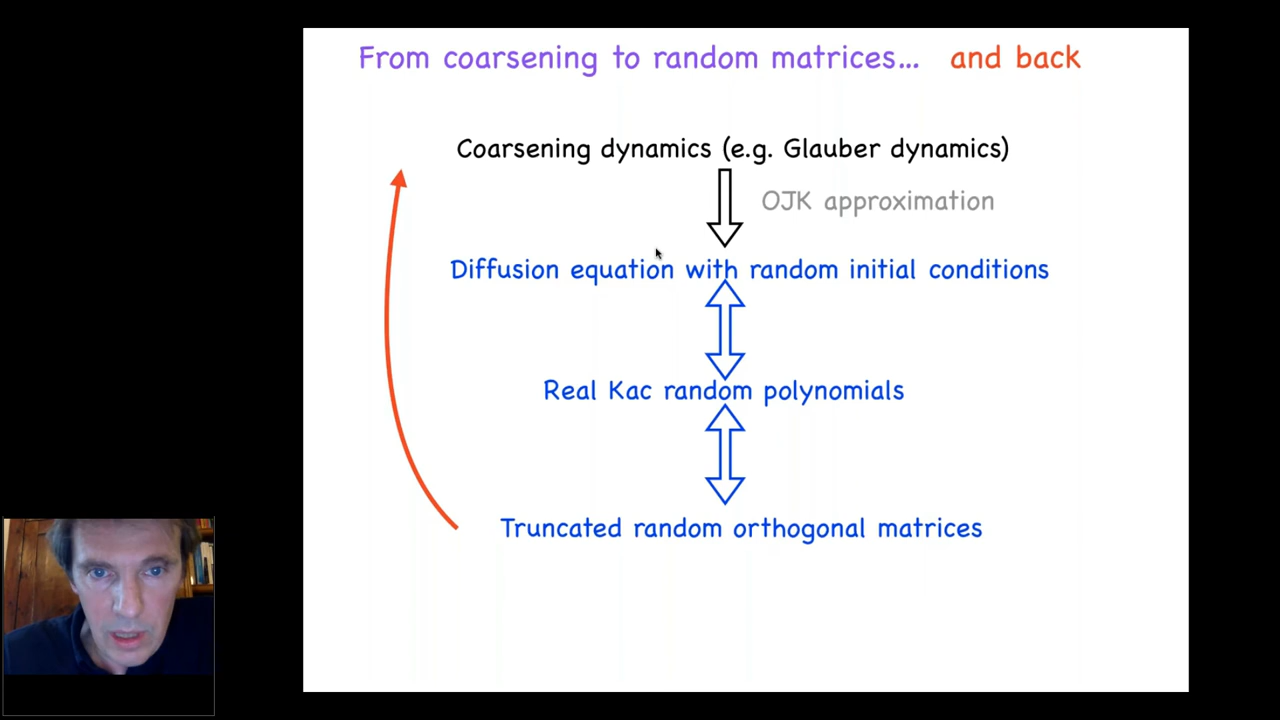 From coarsening to random matrices... and back
Coarsening dynamics (e.g. Glauber dynamics)
OJK approximation
Diffusion equation with random initial conditions
Real Kac random polynomials
Truncated random orthogonal matrices